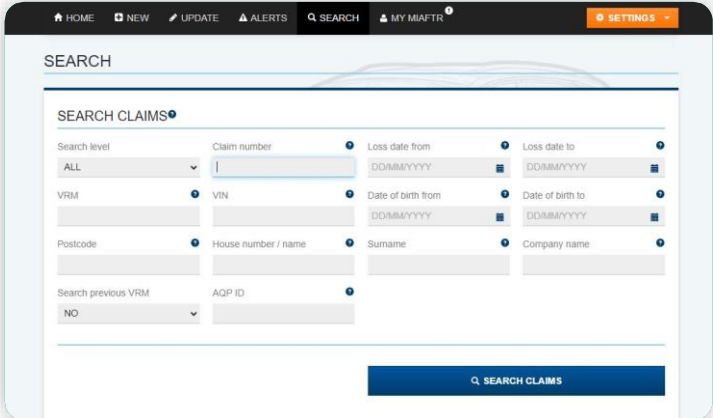 HOME NEW UPDATE ALERTS SEARCH MY MIAFTR SETTINGS
SEARCH
SEARCH CLAIMS
Search level Claim number Loss date from Loss date to
ALL DD/MM/YYYY DD/MM/YYYY
VRM VIN Date of birth from Date of birth to
DD/MM/YYYY DD/MM/YYYY
Postcode House number / name Surname Company name
Search previous VRM AQP ID
NO
SEARCH CLAIMS